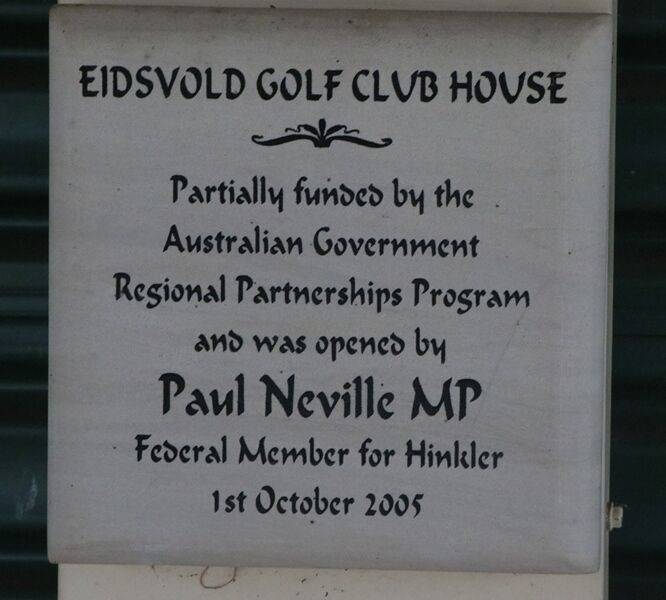 EIDSVOLD GOLF CLUB HOUSE
Partially funded by the
Australian Government
Regional Partnerships Program
and was opened by
Paul Neville MP
Federal Member for Hinkler
1st October 2005